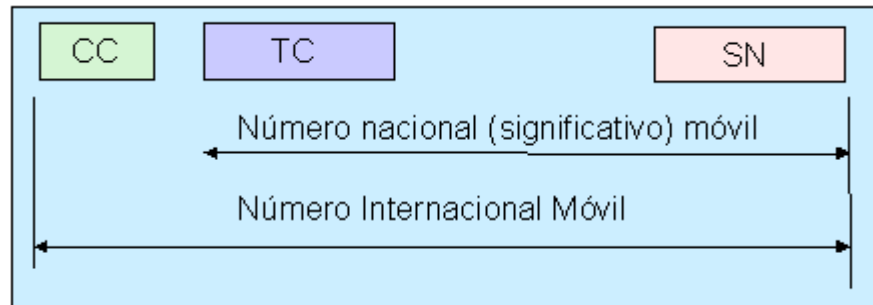 CC TC SN
Número nacional (significativo) móvil
Número Internacional Móvil